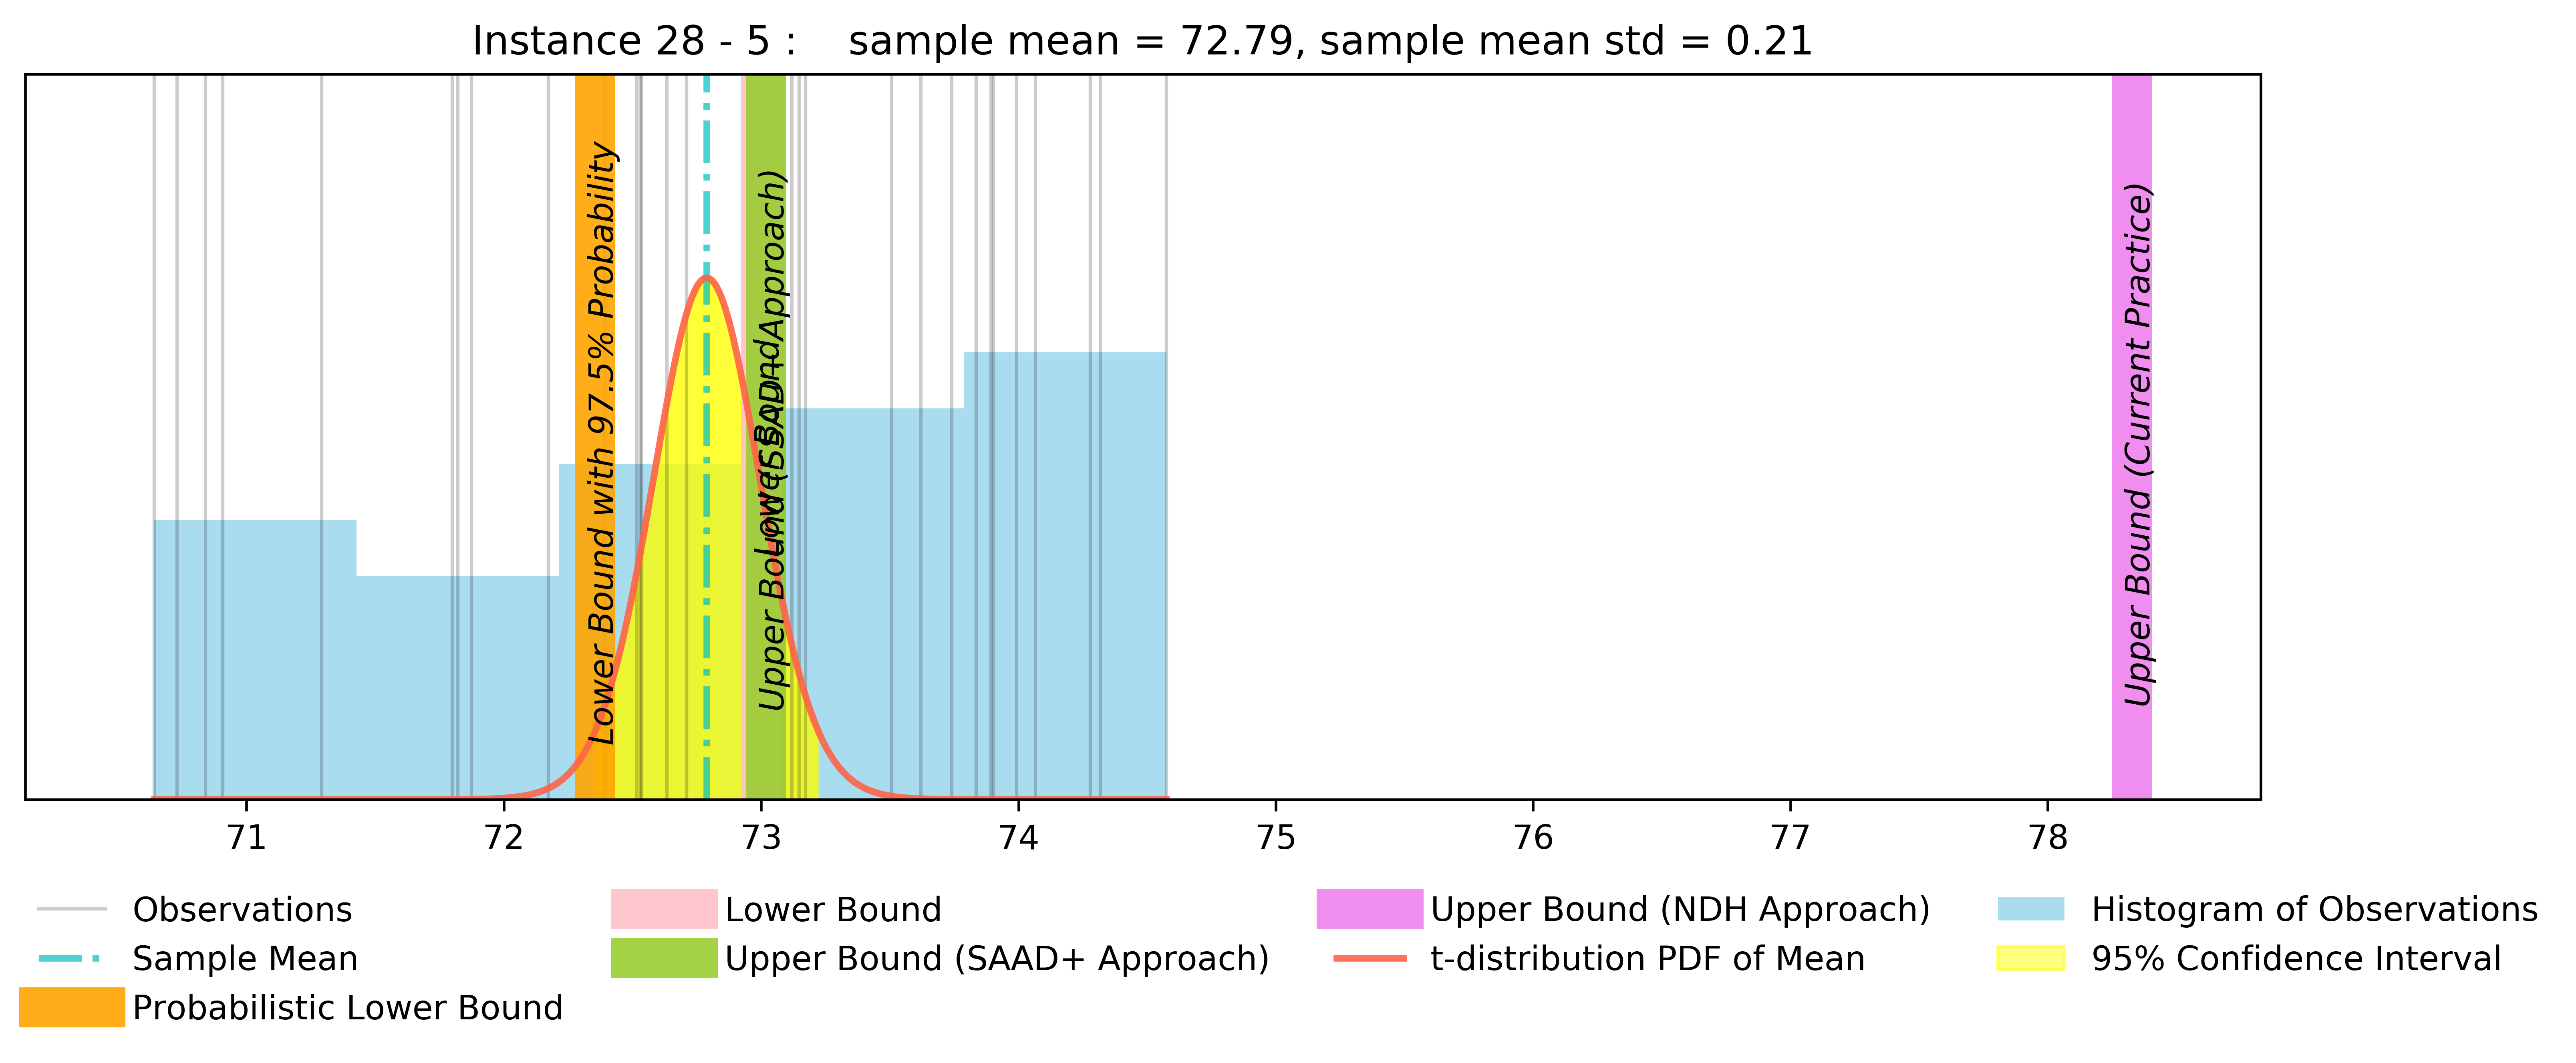 Instance 28 - 5 :    sample mean = 72.79, sample mean std = 0.21
Lower Bound with 97.5% Probability
Lower Bound
Upper Bound (SAAD+ Approach)
Upper Bound (Current Practice)
71 72 73 74 75 76 77 78
Observations
Sample Mean
Probabilistic Lower Bound
Lower Bound
Upper Bound (SAAD+ Approach)
Upper Bound (NDH Approach)
t-distribution PDF of Mean
Histogram of Observations
95% Confidence Interval